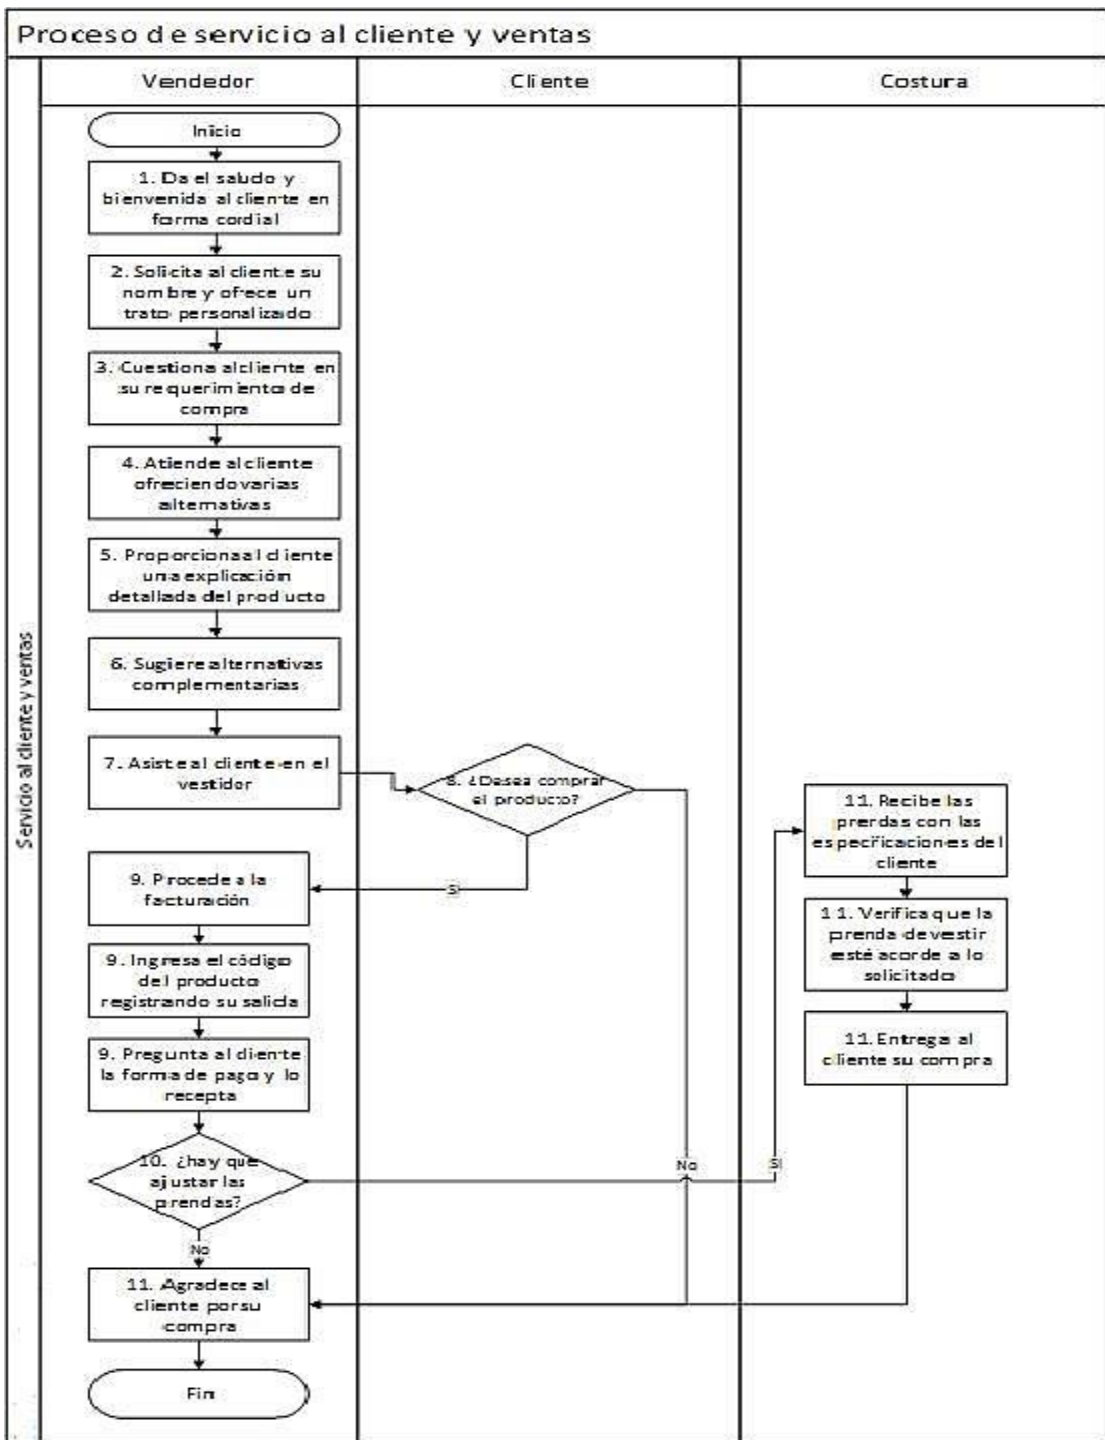 Proceso de servicio al cliente y ventas
Servicio al cliente y ventas
Vendedor
Cliente
Costura
Inicio
1. Da el saludo y
bienvenida al cliente en
forma cordial
2. Solicita al cliente su
nombre y ofrece un
trato personalizado
3. Cuestiona al cliente en
su requerimiento de
compra
4. Atiende al cliente
ofreciendo varias
alternativas
5. Proporciona al cliente
una explicación
detallada del producto
6. Sugiere alternativas
complementarias
7. Asiste al cliente en el
vestidor
8. ¿Desea comprar
el producto?
Si
No
9. Procede a la
facturación
9. Ingresa el código
del producto
registrando su salida
9. Pregunta al cliente
la forma de pago y lo
recepta
10. ¿hay que
ajustar las
prendas?
Si
No
11. Recibe las
prendas con las
especificaciones del
cliente
11. Verifica que la
prenda de vestir
esté acorde a lo
solicitado
11. Entrega al
cliente su compra
11. Agradece al
cliente por su
compra
Fin